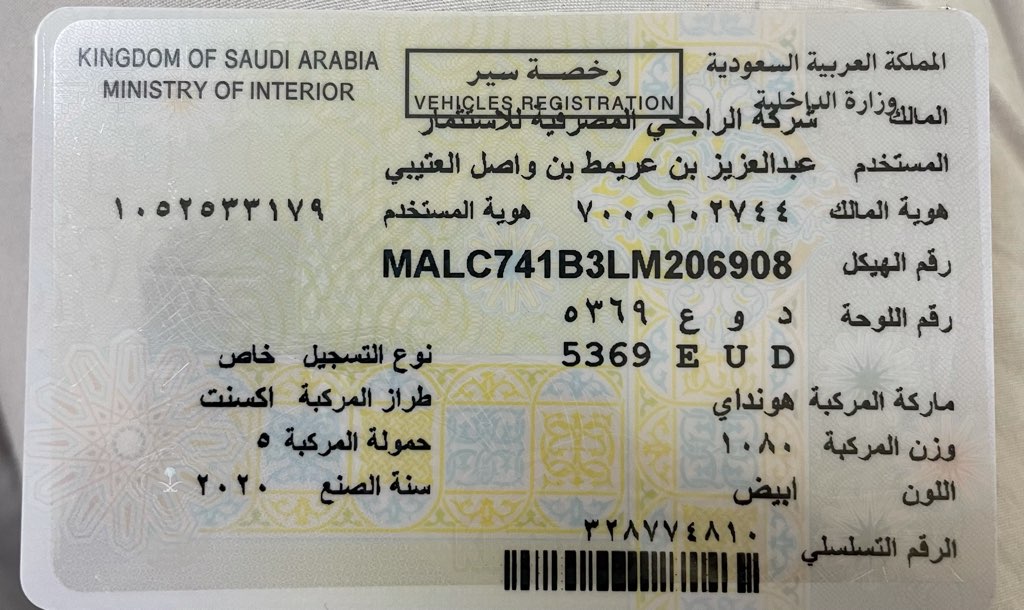 KINGDOM OF SAUDI ARABIA
MINISTRY OF INTERIOR
رخصة سير
VEHICLES REGISTRATION
المملكة العربية السعودية
وزارة الداخلية
المالك شركة الراجحي المصرفية للاستثمار
المستخدم عبدالعزيز بن عريمط بن واصل العتيبي
هوية المالك ٧٠٠٠١٠٢٧٤٤ هوية المستخدم ١٠٥٢٥٣٣١٧٩
رقم الهيكل MALC741B3LM206908
رقم اللوحة د و ع ٥٣٦٩
5369 E U D
نوع التسجيل خاص
ماركة المركبة هونداي طراز المركبة اكسنت
وزن المركبة ١٠٨٠ حمولة المركبة ٥
اللون ابيض سنة الصنع ٢٠٢٠
الرقم التسلسلي ٣٢٨٧٧٤٨١٠